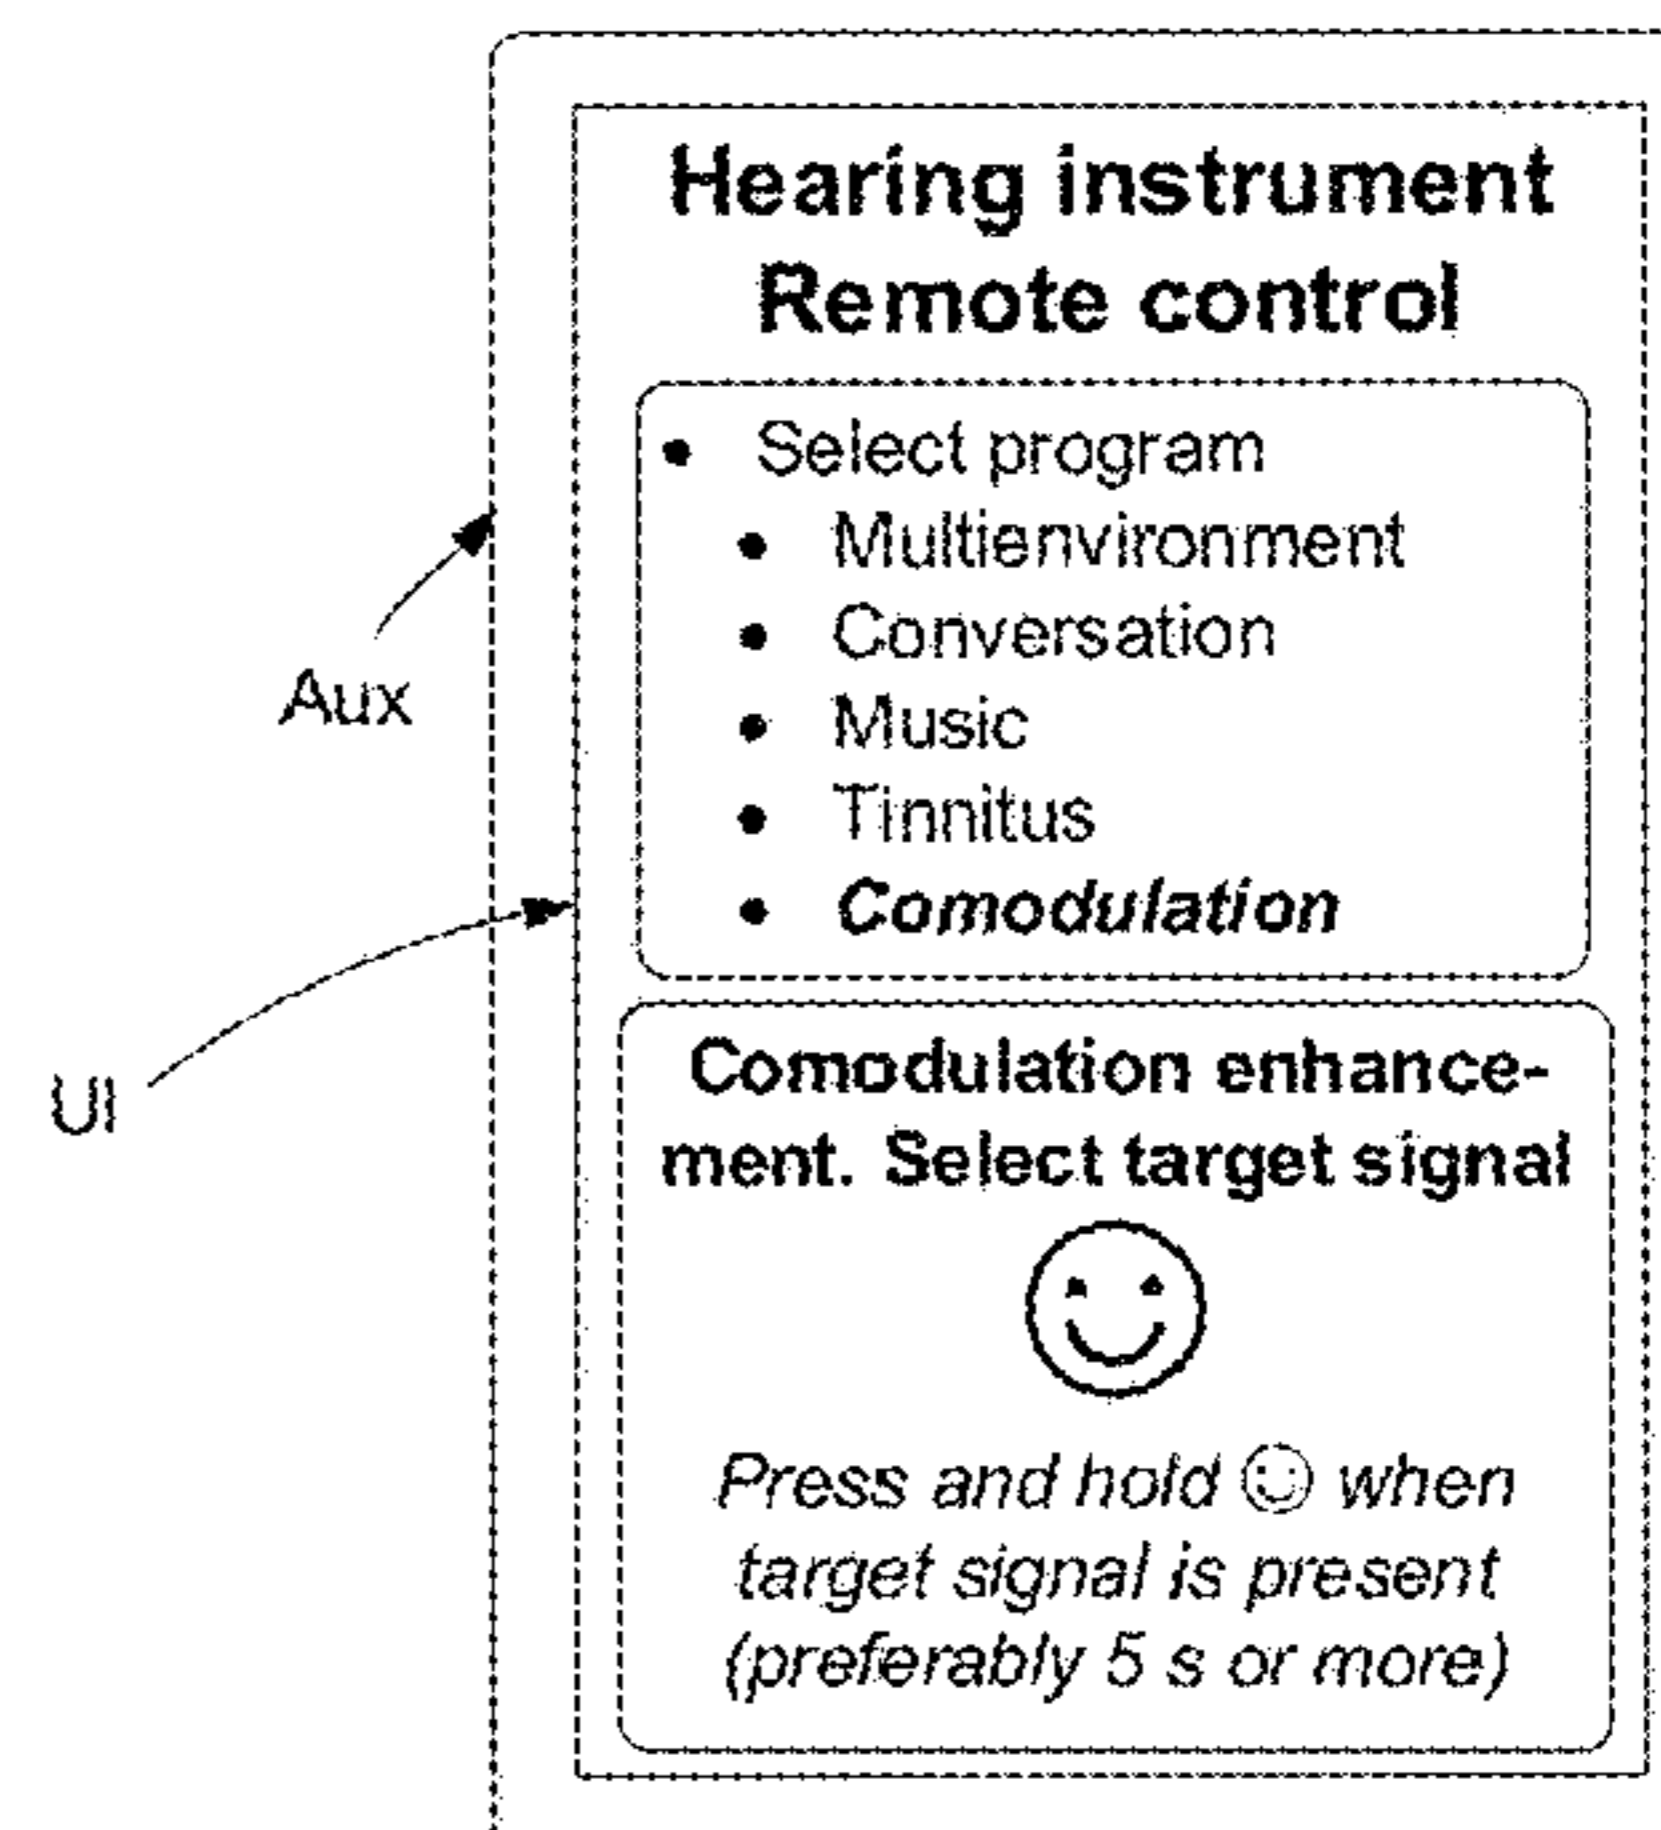 Hearing instrument
Remote control
• Select program
• Multienvironment
• Conversation
• Music
• Tinnitus
• Comodulation
Aux
UI
Comodulation enhance-
ment. Select target signal
Press and hold ☺ when
target signal is present
(preferably 5 s or more)